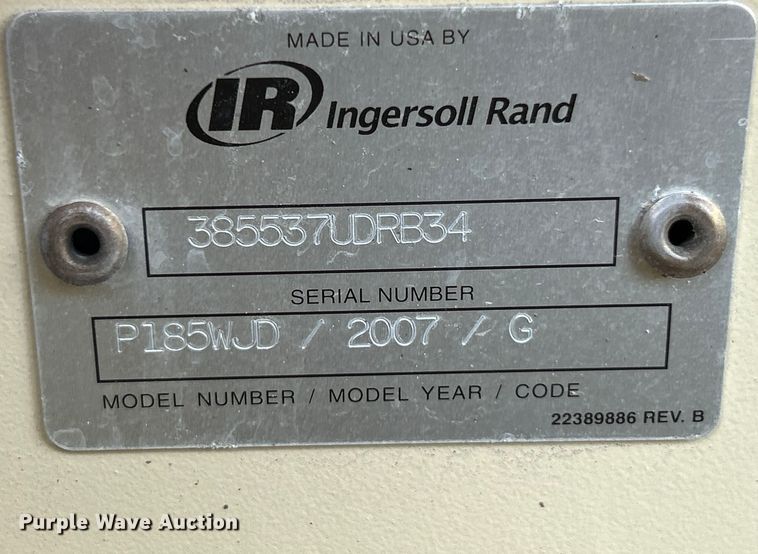 MADE IN USA BY
IR Ingersoll Rand
385537UDRB34
SERIAL NUMBER
P185WJD / 2007 / G
MODEL NUMBER / MODEL YEAR / CODE
22389886 REV. B
Purple Wave Auction